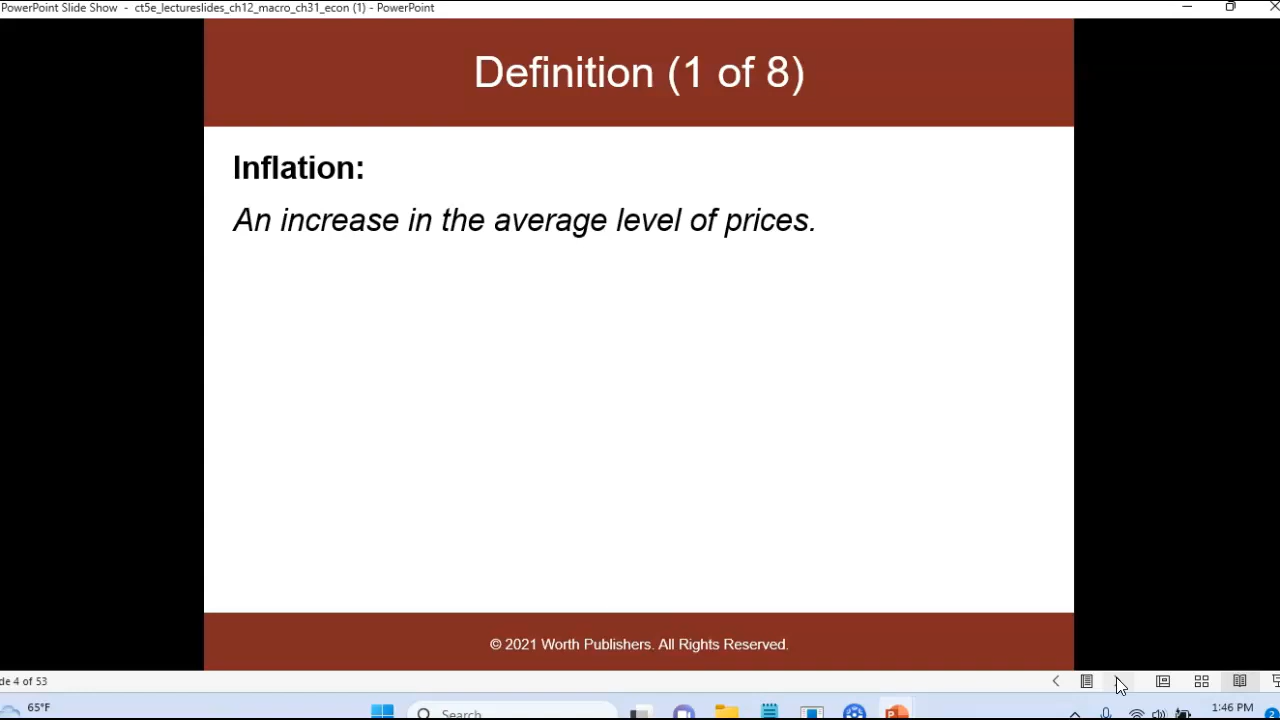 PowerPoint Slide Show - ct5e_lectureslides_ch12_macro_ch31_econ (1) - PowerPoint
Definition (1 of 8)
Inflation:
An increase in the average level of prices.
© 2021 Worth Publishers. All Rights Reserved.
de 4 of 53
65°F
Search
1:46 PM
2